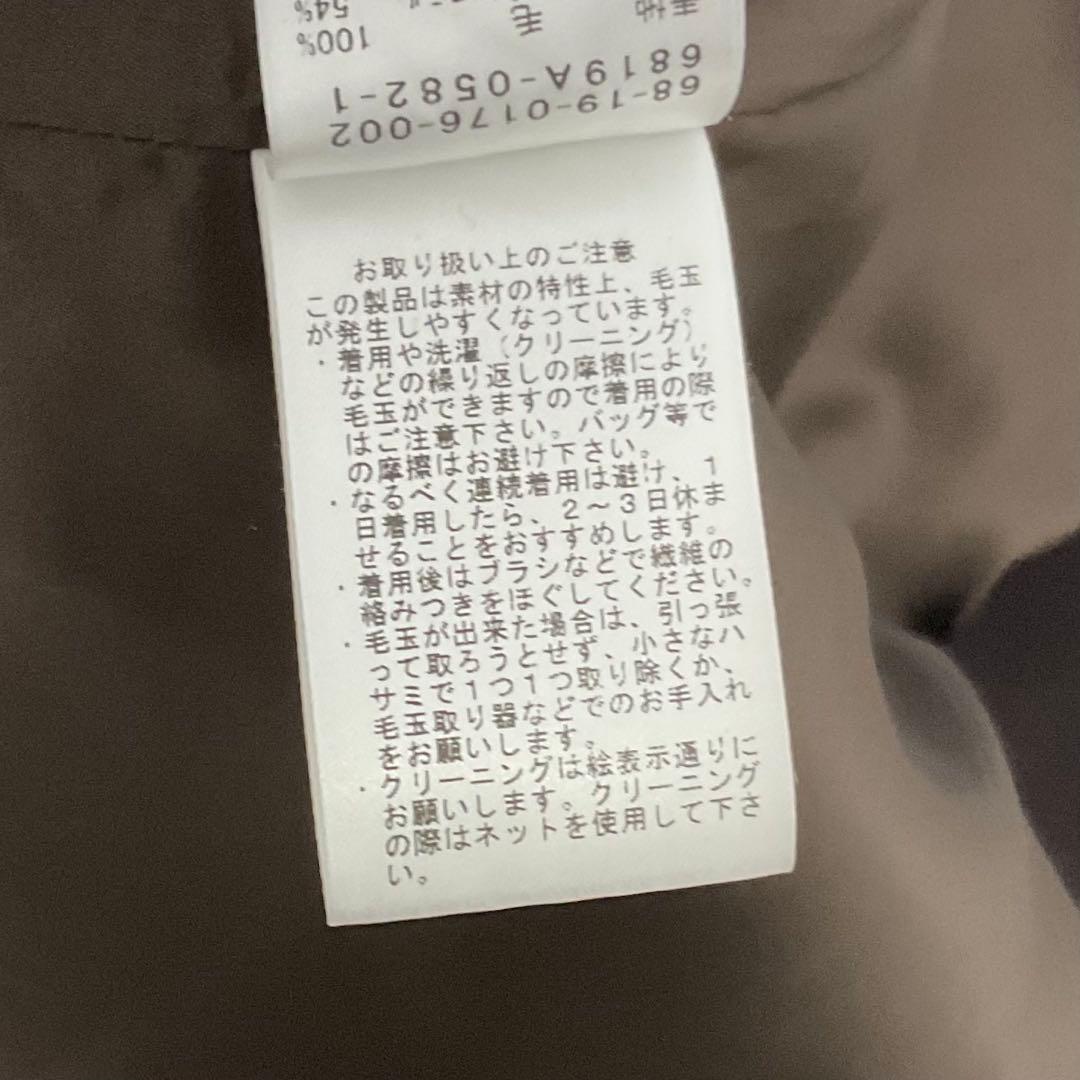 54%
表地 毛 100%
6819A-0582-1
68-19-0176-002
お取り扱い上のご注意
この製品は素材の特性上、毛玉
が発生しやすくなっています。
・着用や洗濯（クリーニング）
などの繰り返しの摩擦により
毛玉ができますので着用の際
はご注意下さい。バッグ等で
の摩擦はお避け下さい。
・なるべく連続着用は避け、1
日着用したら、2～3日休ま
せることをおすすめします。
・着用後はブラシなどで繊維の
絡みつきをほぐしてください。
・毛玉が出来た場合は、引っ張
って取ろうとせず、小さなハ
サミで1つ1つ取り除くか、
毛玉取り器などでのお手入れ
をお願いします。
・クリーニングは絵表示通りに
お願いします。クリーニング
の際はネットを使用して下さ
い。